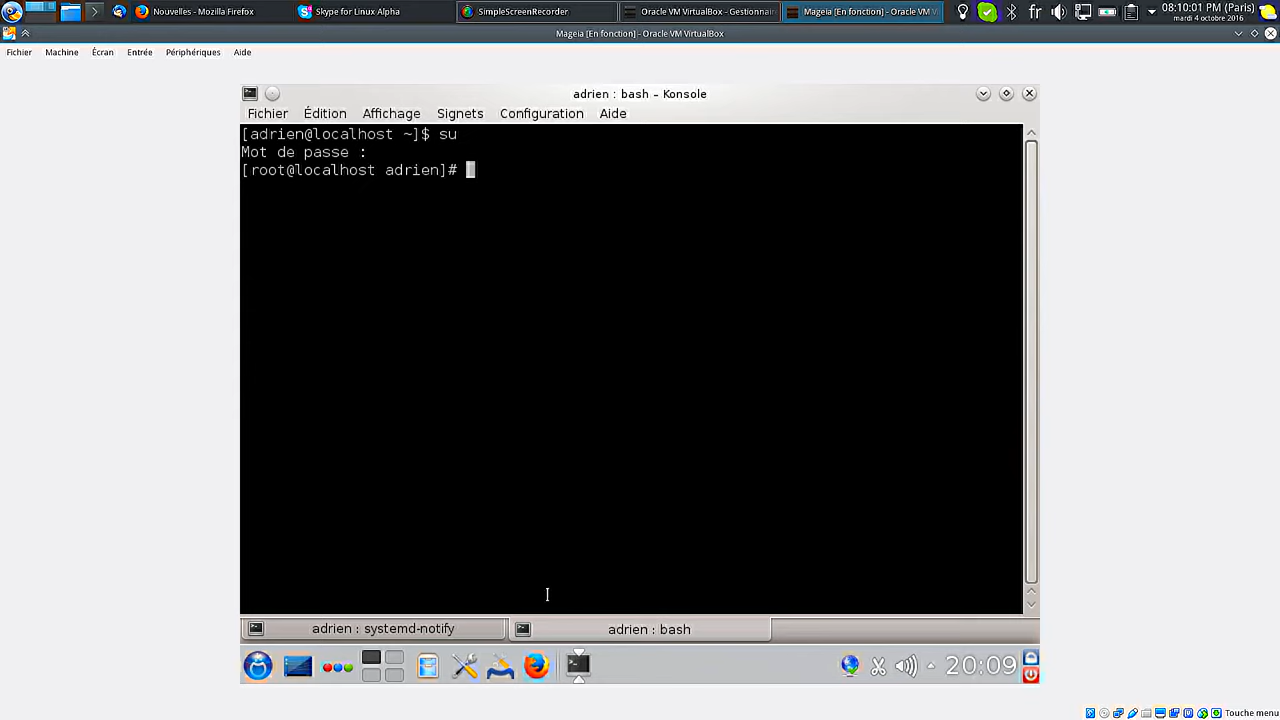 Nouvelles - Mozilla Firefox
Skype for Linux Alpha
SimpleScreenRecorder
Oracle VM VirtualBox - Gestionnair
Mageia [En fonction] - Oracle VM V
fr
08:10:01 PM (Paris)
mardi 4 octobre 2016
Mageia [En fonction] - Oracle VM VirtualBox
Fichier Machine Écran Entrée Périphériques Aide
adrien : bash – Konsole
Fichier Édition Affichage Signets Configuration Aide
[adrien@localhost ~]$ su
Mot de passe :
[root@localhost adrien]#
adrien : systemd-notify
adrien : bash
20:09
Touche menu